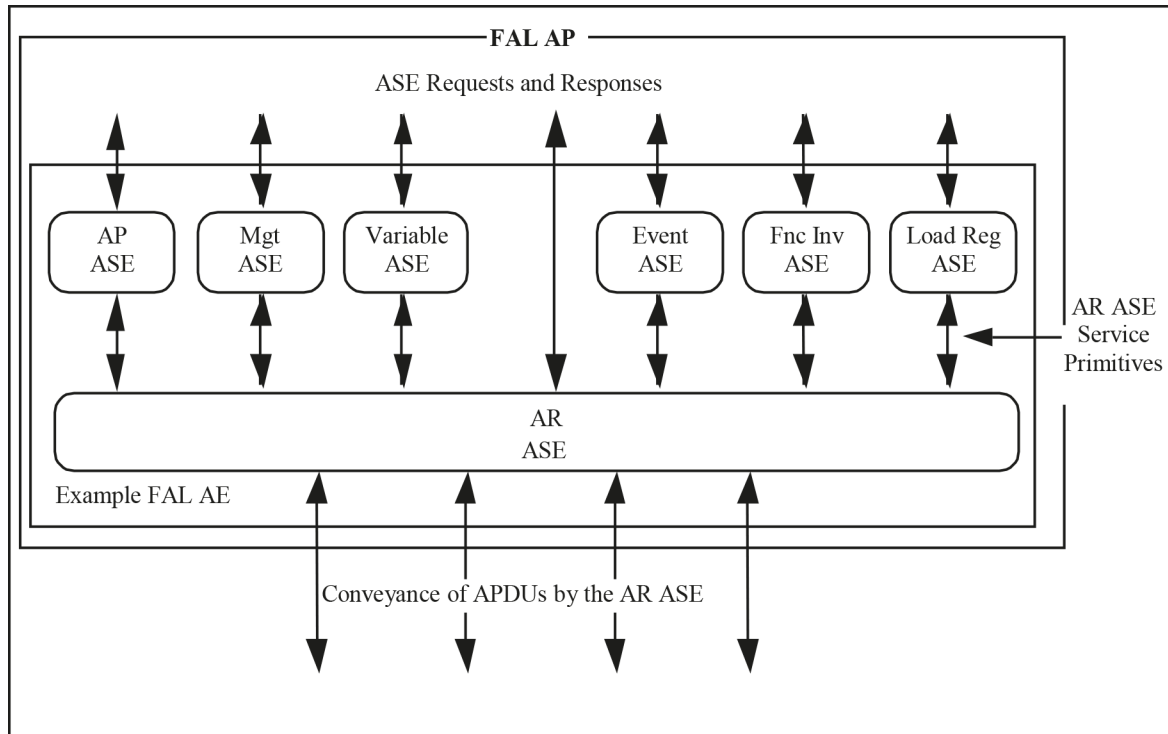 FAL AP
ASE Requests and Responses
AP
ASE
Mgt
ASE
Variable
ASE
Event
ASE
Fnc Inv
ASE
Load Reg
ASE
AR ASE
Service
Primitives
AR
ASE
Example FAL AE
Conveyance of APDUs by the AR ASE